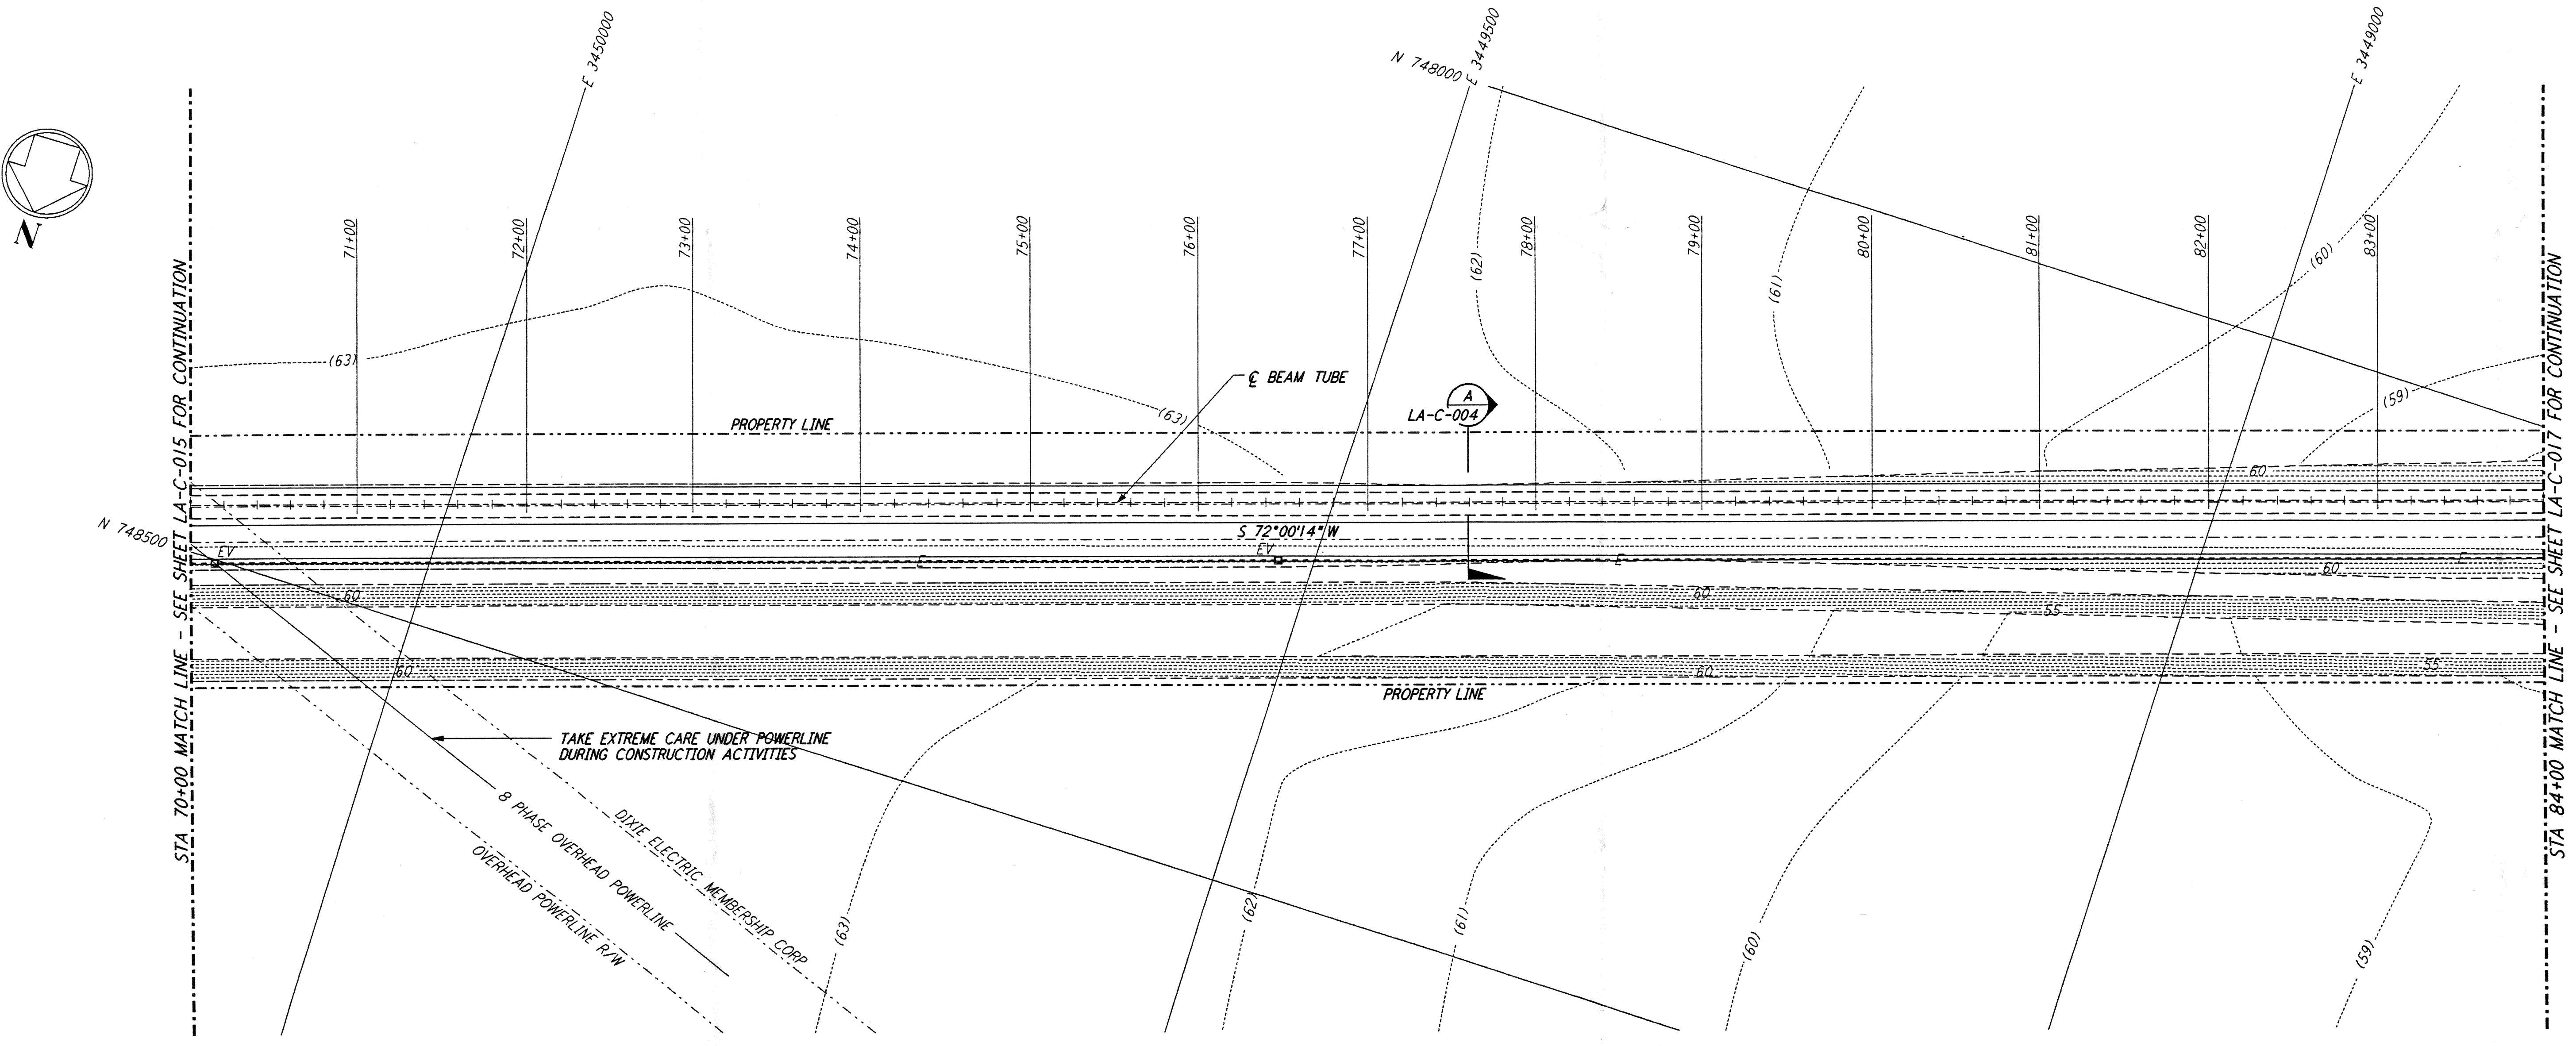 E 3450000
N 748000
E 3449500
E 3449000
N
71+00
72+00
73+00
74+00
75+00
76+00
77+00
78+00
79+00
80+00
81+00
82+00
83+00
(62)
(61)
(60)
(63)
(63)
(59)
℄ BEAM TUBE
A
LA-C-004
PROPERTY LINE
60
N 748500
S 72°00'14" W
EV
EV
E
E
E
60
60
60
55
60
60
55
PROPERTY LINE
TAKE EXTREME CARE UNDER POWERLINE
DURING CONSTRUCTION ACTIVITIES
8 PHASE OVERHEAD POWERLINE
DIXIE ELECTRIC MEMBERSHIP CORP
OVERHEAD POWERLINE R/W
(63)
(62)
(61)
(60)
(59)
STA 70+00 MATCH LINE - SEE SHEET LA-C-015 FOR CONTINUATION
STA 84+00 MATCH LINE - SEE SHEET LA-C-017 FOR CONTINUATION